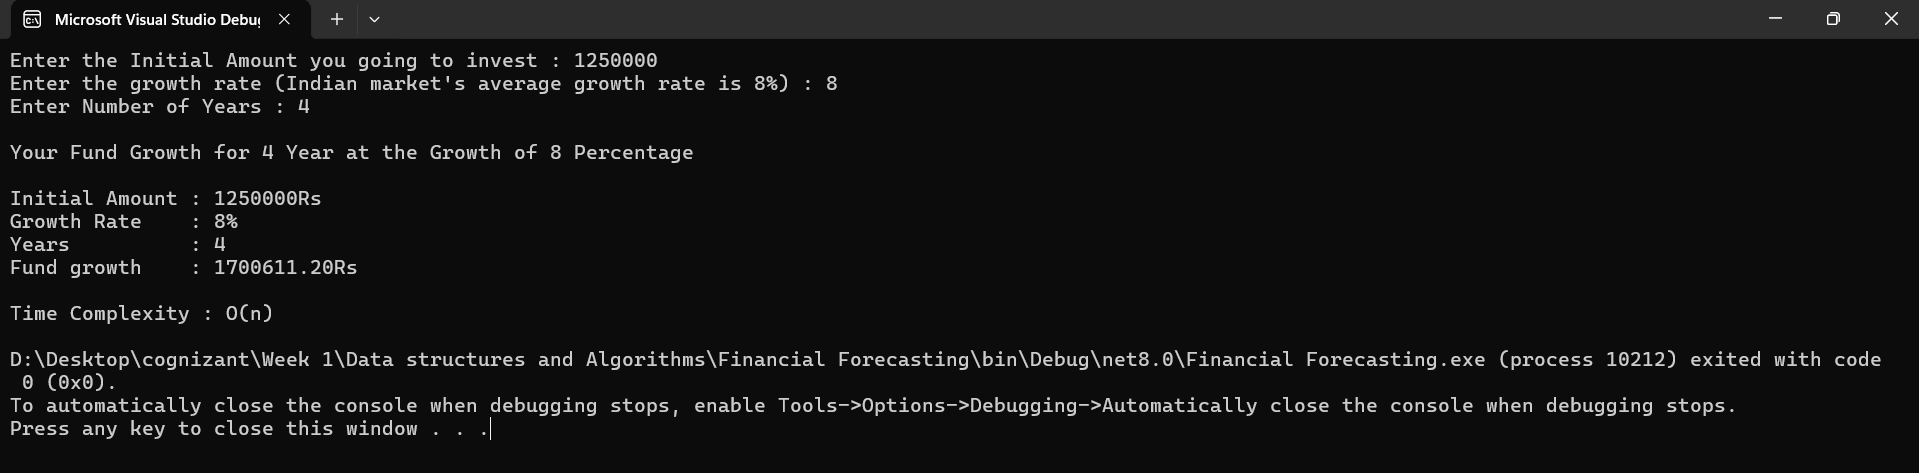 Microsoft Visual Studio Debu
Enter the Initial Amount you going to invest : 1250000
Enter the growth rate (Indian market's average growth rate is 8%) : 8
Enter Number of Years : 4
Your Fund Growth for 4 Year at the Growth of 8 Percentage
Initial Amount : 1250000Rs
Growth Rate    : 8%
Years          : 4
Fund growth    : 1700611.20Rs
Time Complexity : O(n)
D:\Desktop\cognizant\Week 1\Data structures and Algorithms\Financial Forecasting\bin\Debug\net8.0\Financial Forecasting.exe (process 10212) exited with code
 0 (0x0).
To automatically close the console when debugging stops, enable Tools->Options->Debugging->Automatically close the console when debugging stops.
Press any key to close this window . . .